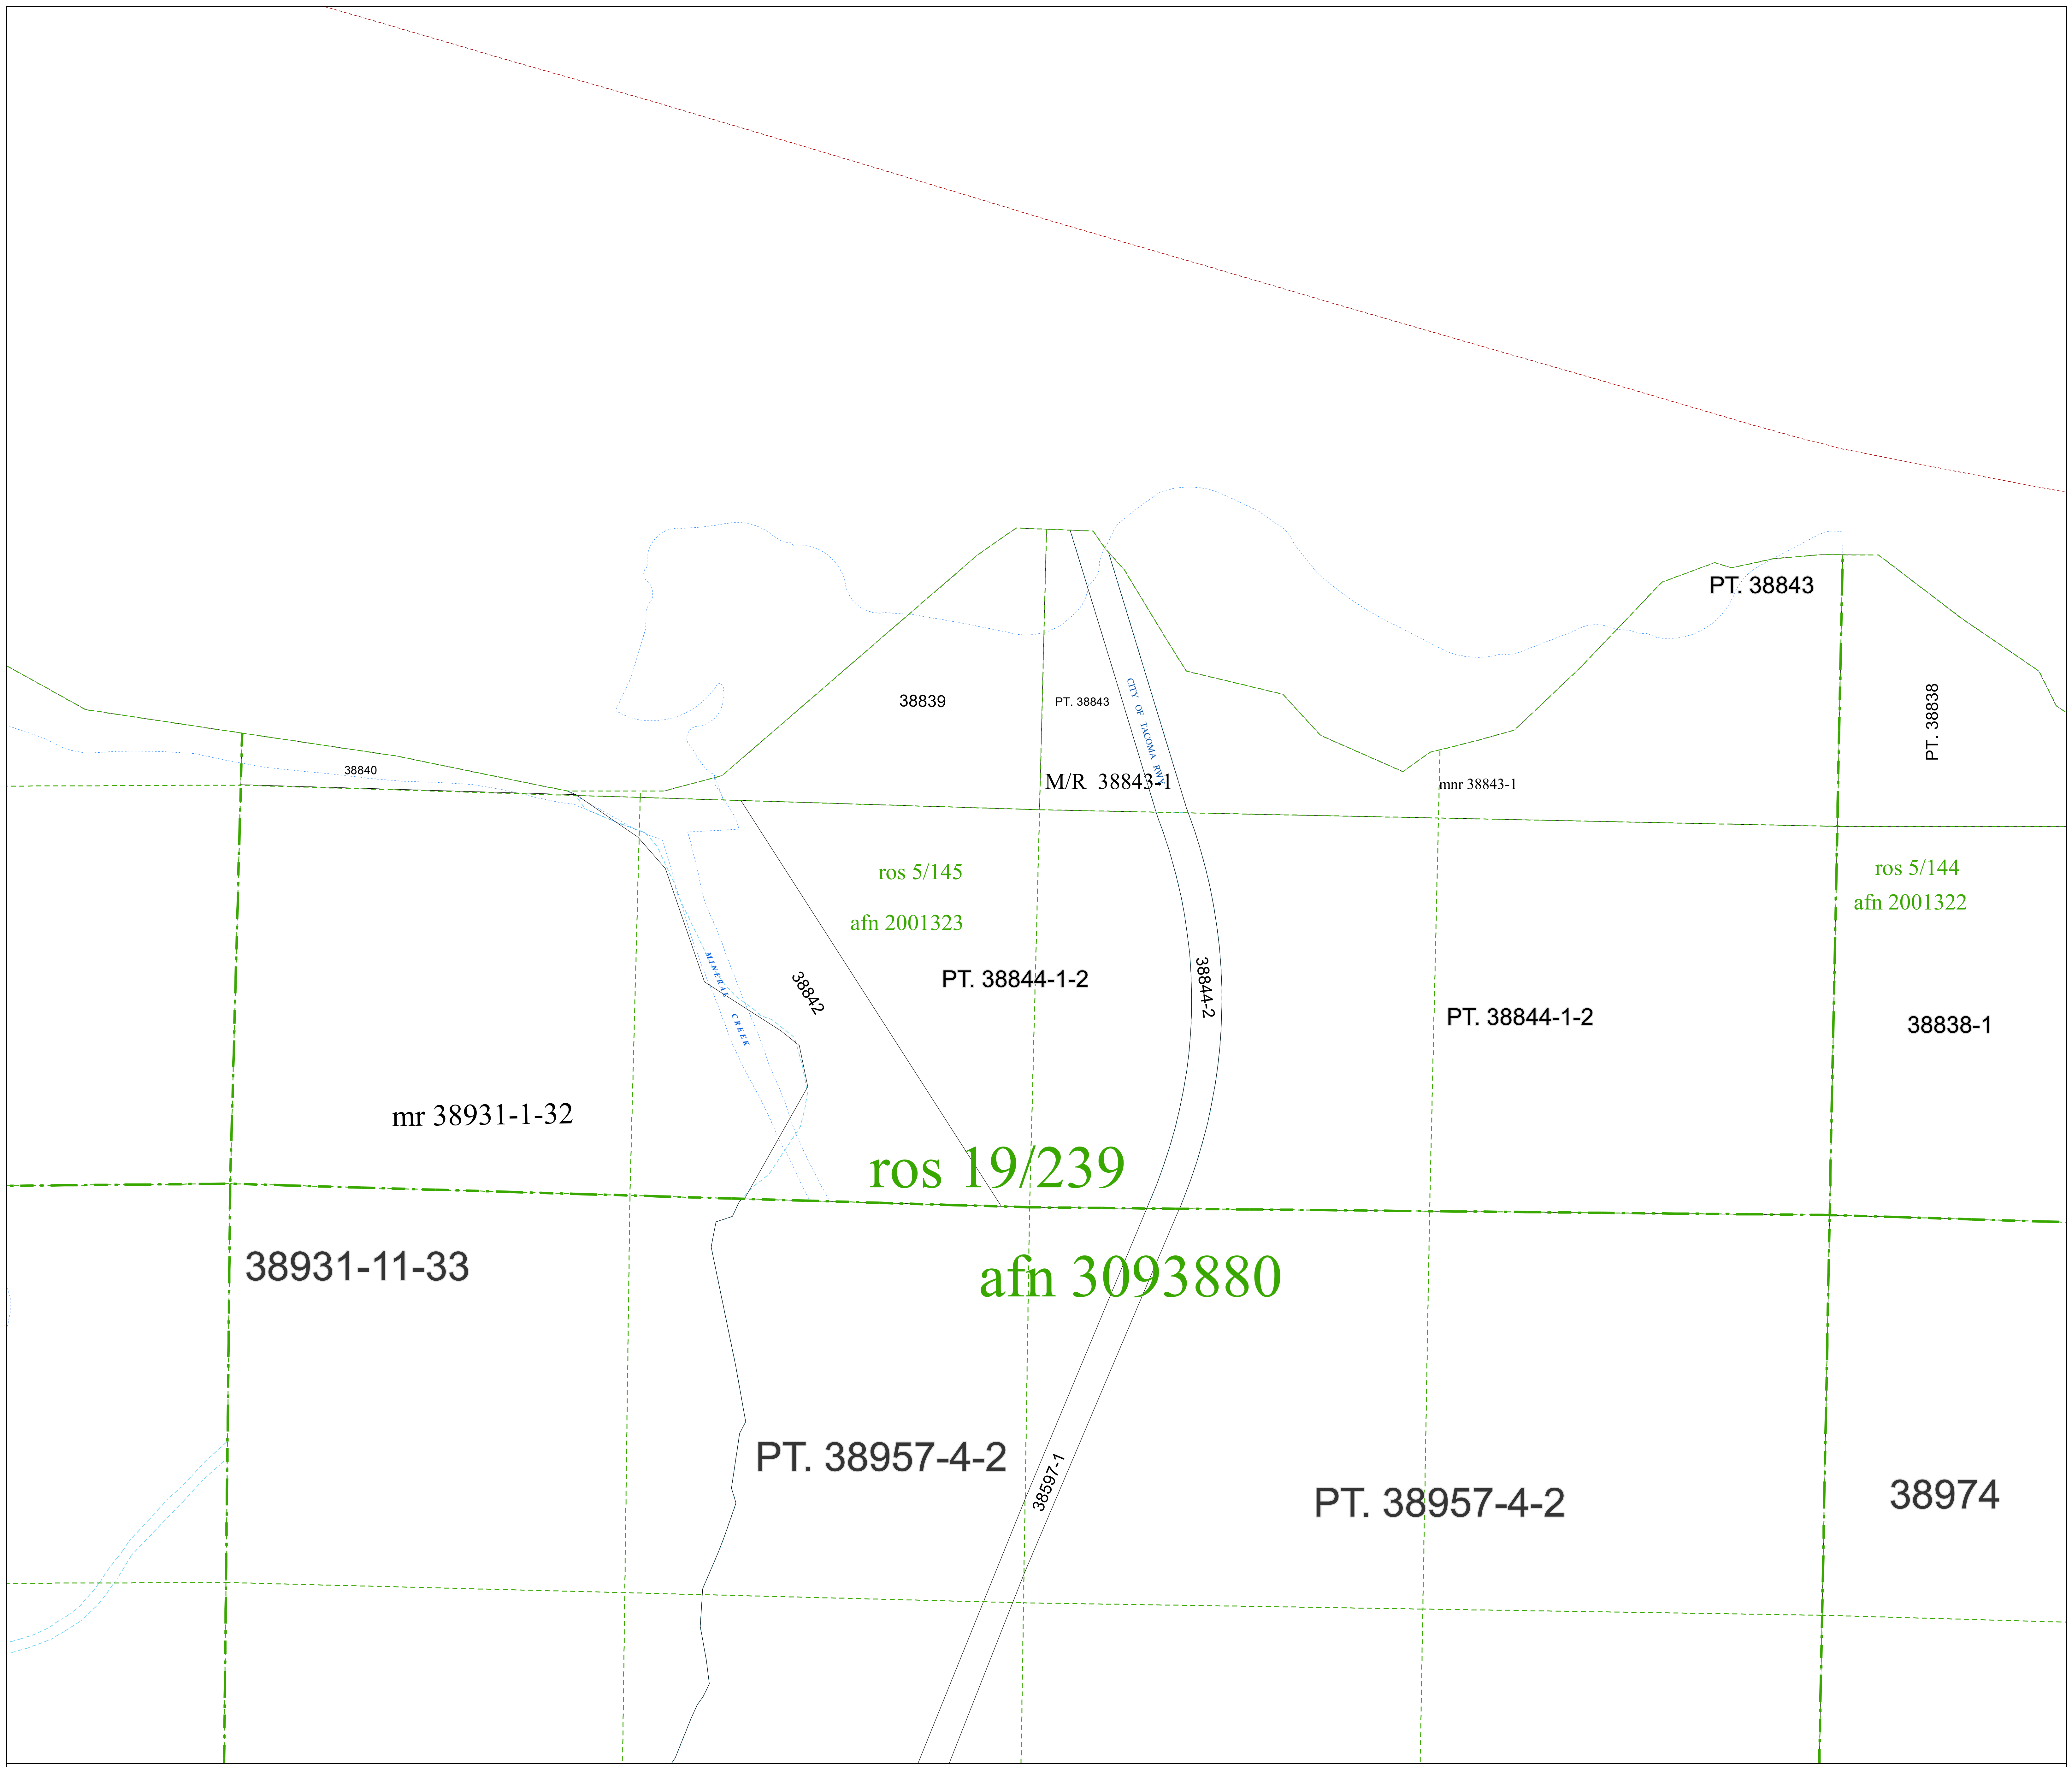 PT. 38843
38839
PT. 38843
CITY OF TACOMA RWY
PT. 38838
38840
M/R 38843-1
mnr 38843-1
ros 5/145
afn 2001323
ros 5/144
afn 2001322
MINERAL CREEK
38842
PT. 38844-1-2
38844-2
PT. 38844-1-2
38838-1
mr 38931-1-32
ros 19/239
38931-11-33
afn 3093880
PT. 38957-4-2
38597-1
PT. 38957-4-2
38974